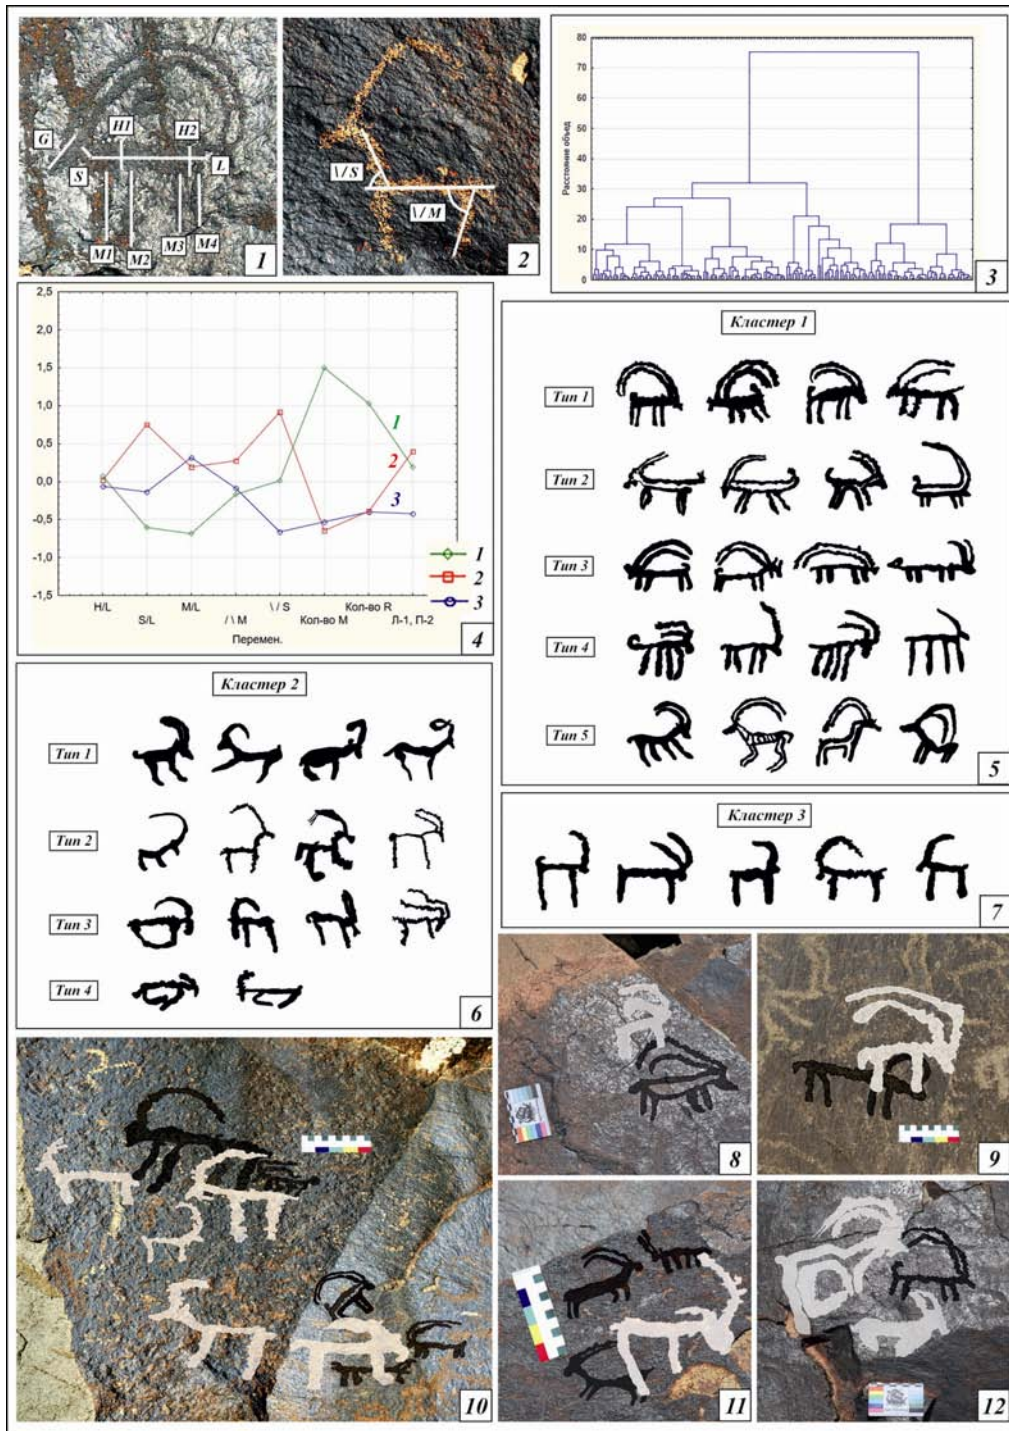 G
H1
H2
S
L
M1
M2
M3
M4
1
\ / S
\ / M
2
80
70
60
50
40
30
20
10
0
Расстояние объед
3
2,5
2,0
1,5
1,0
0,5
0,0
-0,5
-1,0
-1,5
1
2
3
1
2
3
H/L
M/L
\ / S
Кол-во R
S/L
/ \ M
Кол-во M
Л-1, П-2
Перемен.
4
Кластер 1
Тип 1
Тип 2
Тип 3
Тип 4
Тип 5
5
Кластер 2
Тип 1
Тип 2
Тип 3
Тип 4
6
Кластер 3
7
8
9
10
11
12